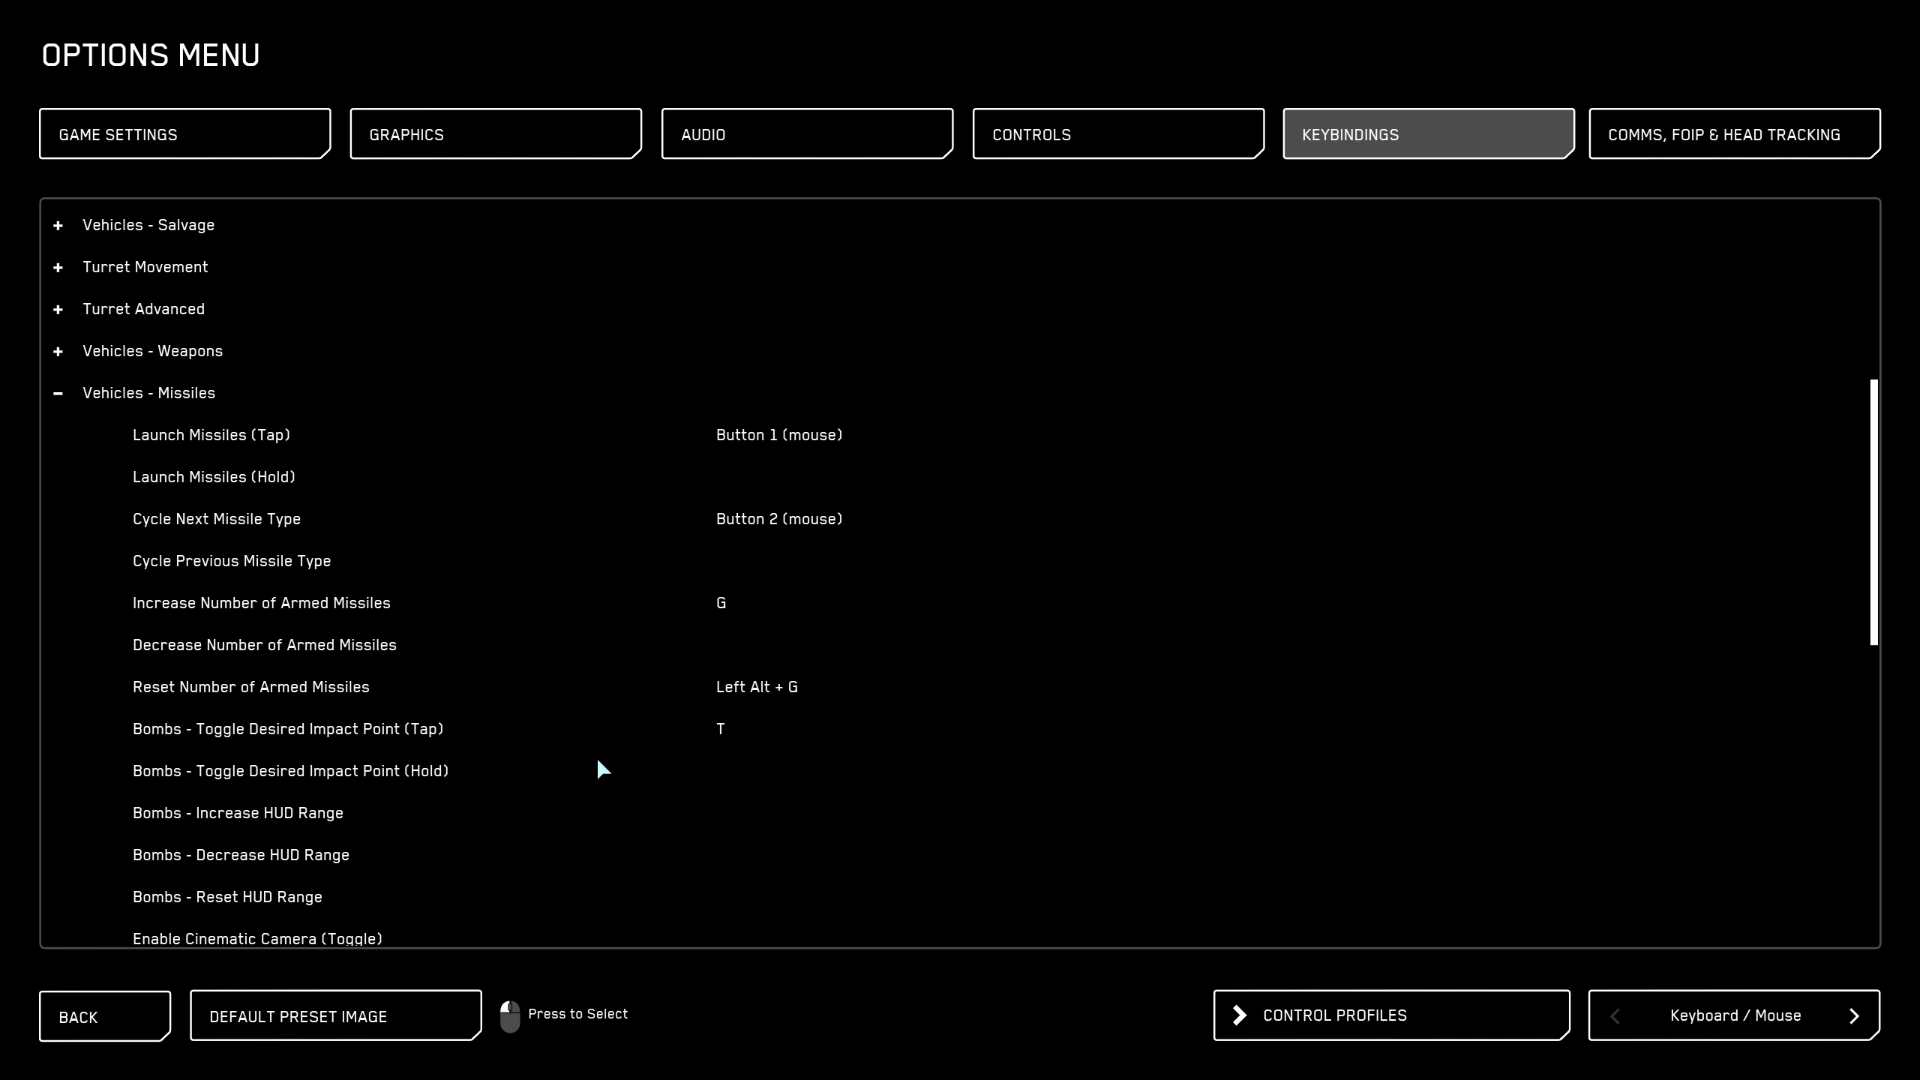 OPTIONS MENU
GAME SETTINGS
GRAPHICS
AUDIO
CONTROLS
KEYBINDINGS
COMMS, FOIP & HEAD TRACKING
+ Vehicles - Salvage
+ Turret Movement
+ Turret Advanced
+ Vehicles - Weapons
- Vehicles - Missiles
Launch Missiles (Tap) Button 1 (mouse)
Launch Missiles (Hold)
Cycle Next Missile Type Button 2 (mouse)
Cycle Previous Missile Type
Increase Number of Armed Missiles G
Decrease Number of Armed Missiles
Reset Number of Armed Missiles Left Alt + G
Bombs - Toggle Desired Impact Point (Tap) T
Bombs - Toggle Desired Impact Point (Hold)
Bombs - Increase HUD Range
Bombs - Decrease HUD Range
Bombs - Reset HUD Range
Enable Cinematic Camera (Toggle)
BACK
DEFAULT PRESET IMAGE
Press to Select
CONTROL PROFILES
Keyboard / Mouse